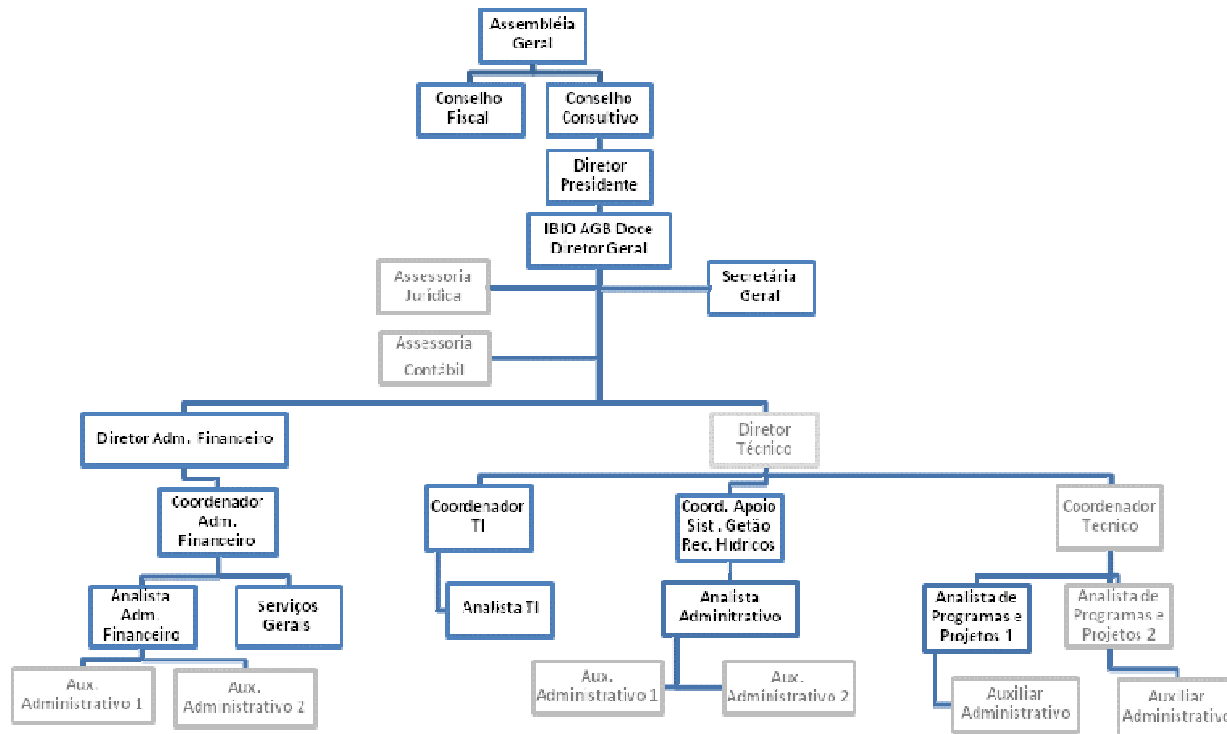 Assembléia
Geral
Conselho
Fiscal
Conselho
Consultivo
Diretor
Presidente
IBIO AGB Doce
Diretor Geral
Assessoria
Jurídica
Secretária
Geral
Assessoria
Contábil
Diretor Adm. Financeiro
Diretor
Técnico
Coordenador
Adm.
Financeiro
Coordenador
TI
Coord. Apoio
Sist. Getão
Rec. Hídricos
Coordenador
Tecnico
Analista
Adm.
Financeiro
Serviços
Gerais
Analista TI
Analista
Adminitrativo
Analista de
Programas e
Projetos 1
Analista de
Programas e
Projetos 2
Aux.
Administrativo 1
Aux.
Administrativo 2
Aux.
Administrativo 1
Aux.
Administrativo 2
Auxiliar
Administrativo
Auxiliar
Administrativo